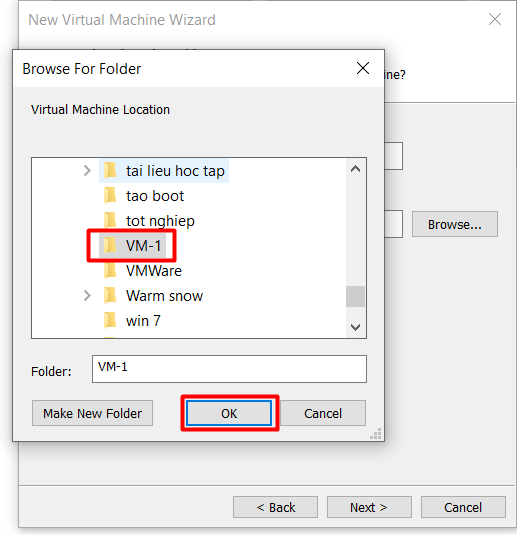 New Virtual Machine Wizard
Browse For Folder
ine?
Virtual Machine Location
tai lieu hoc tap
tao boot
tot nghiep
VM-1
Browse...
VMWare
Warm snow
win 7
Folder: VM-1
Make New Folder OK Cancel
< Back Next > Cancel